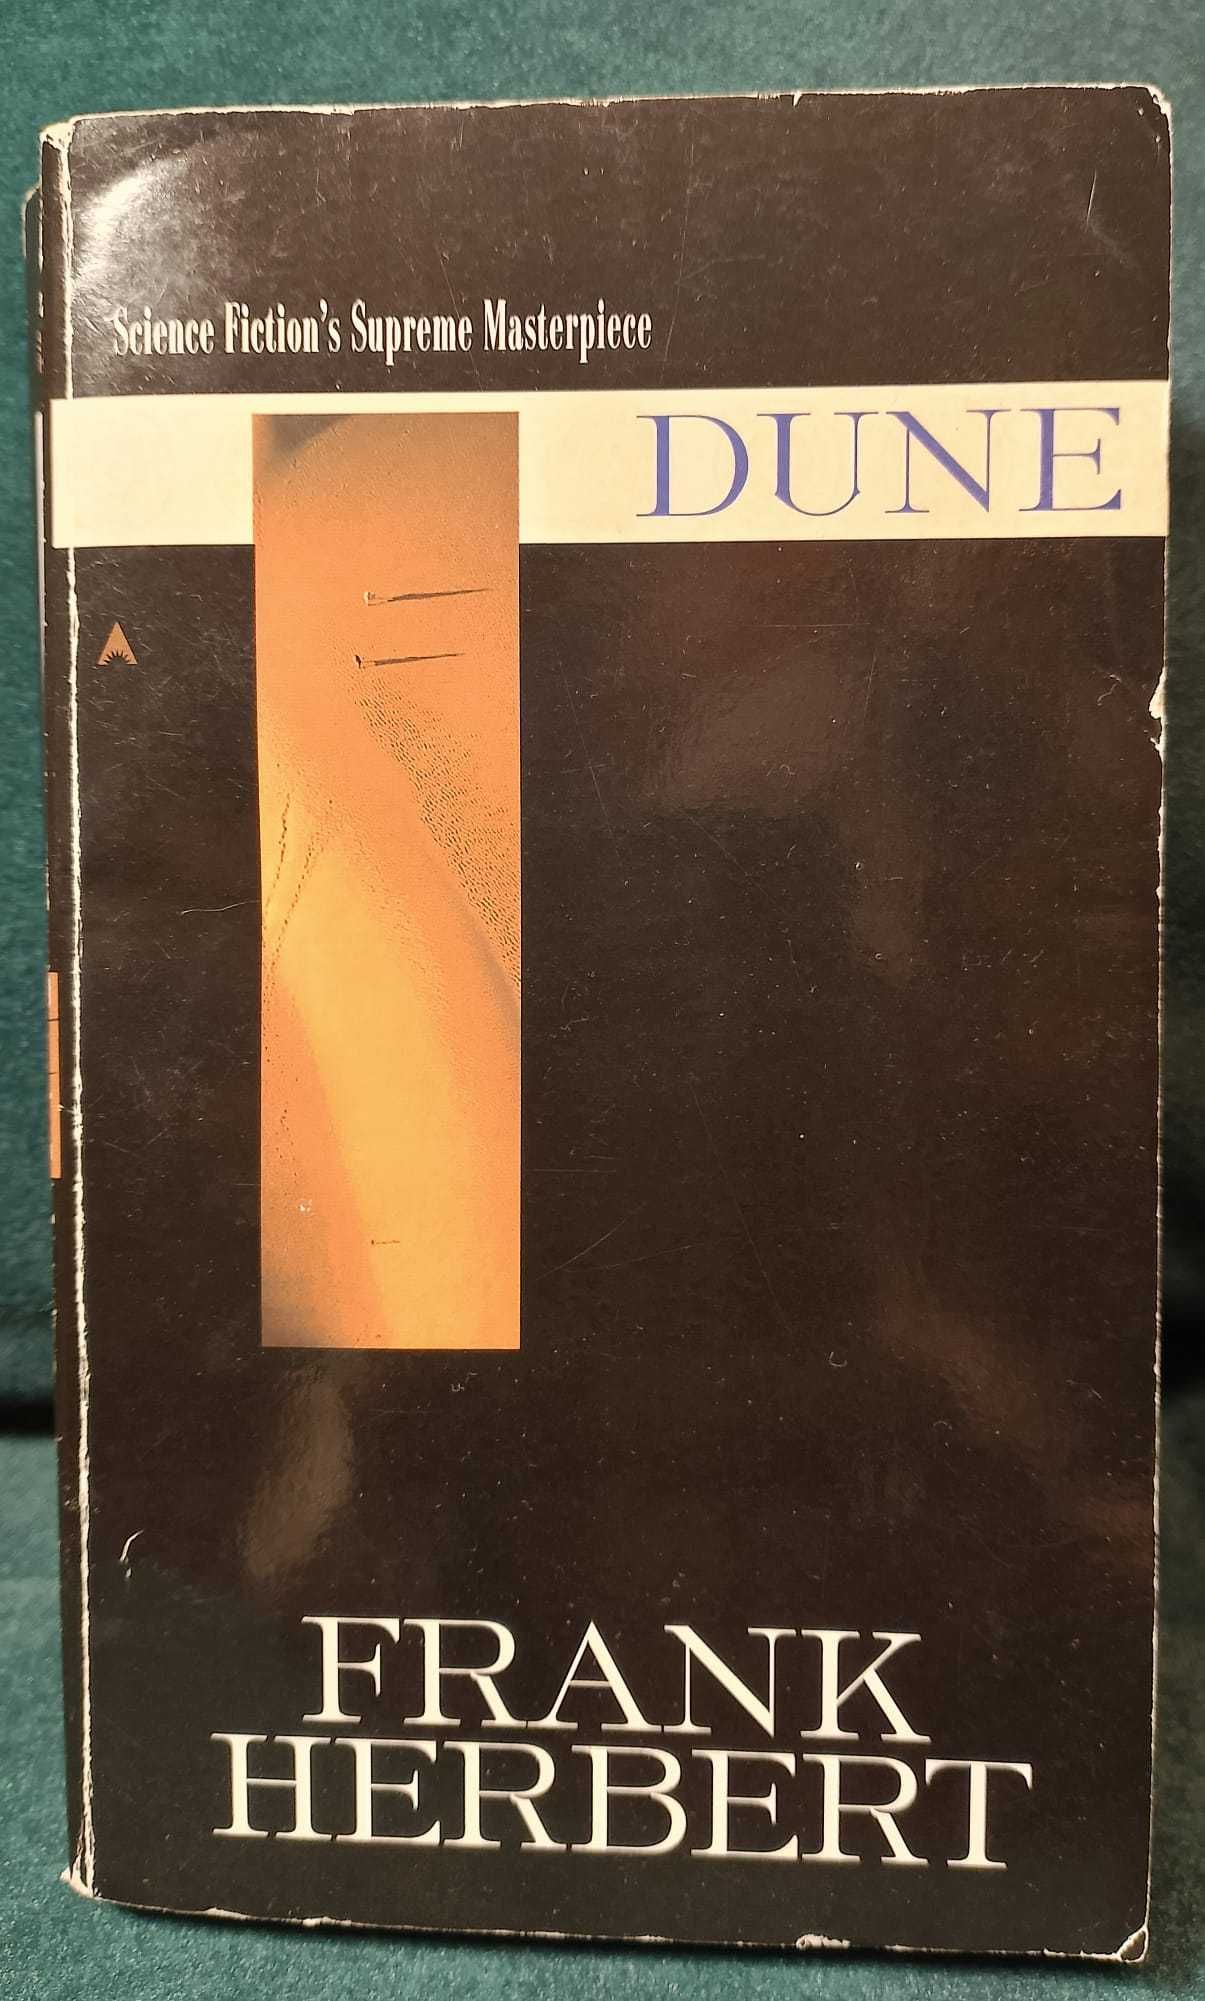 Science Fiction's Supreme Masterpiece
DUNE
FRANK
HERBERT